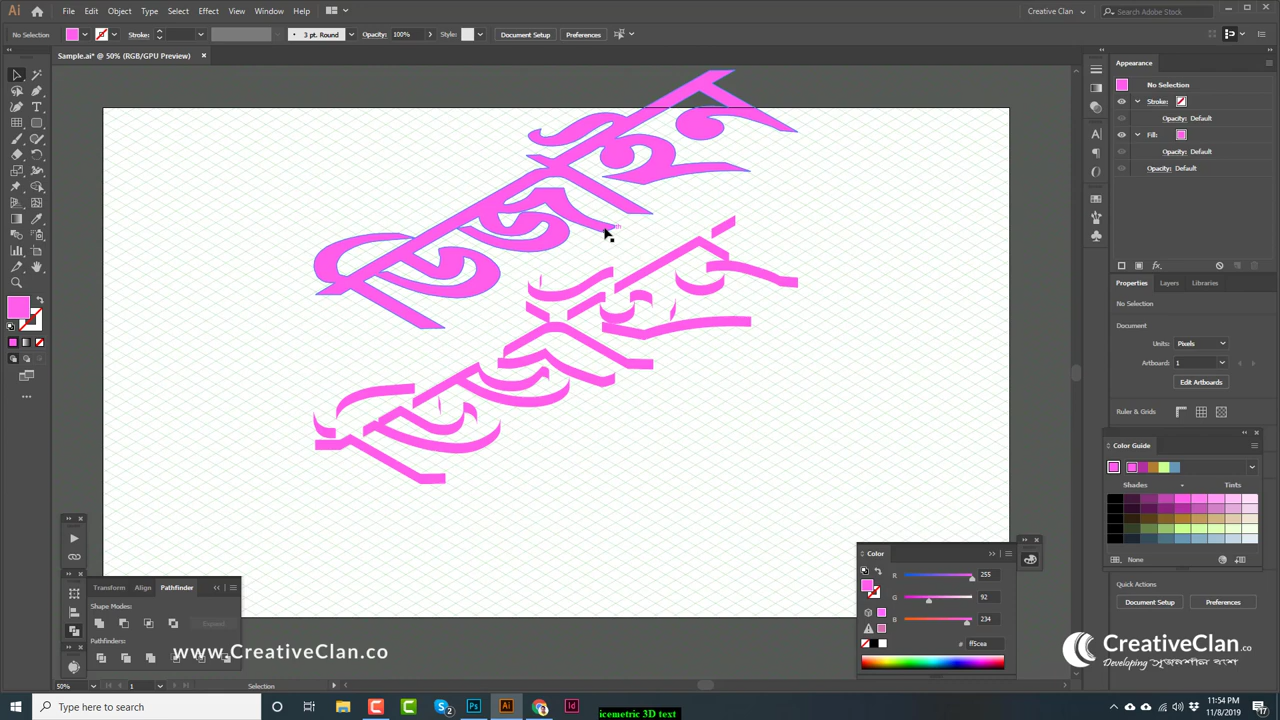 File Edit Object Type Select Effect View Window Help
Creative Clan
Search Adobe Stock
No Selection
Stroke:
3 pt. Round
Opacity: 100%
Style:
Document Setup
Preferences
Sample.ai* @ 50% (RGB/GPU Preview)
Appearance
No Selection
Stroke:
Opacity: Default
Fill:
Opacity: Default
Opacity: Default
fx
Properties Layers Libraries
No Selection
Document
Units: Pixels
Artboard: 1
Edit Artboards
Ruler & Grids
Color Guide
Shades Tints
None
Quick Actions
Document Setup
Preferences
Color
R 255
G 92
B 234
# ff5cea
Transform Align Pathfinder
Shape Modes:
Expand
Pathfinders:
www.CreativeClan.co
CreativeClan.co
Developing সৃজনশীল বাংলা
50%
1
Selection
Type here to search
icemetric 3D text
11:54 PM
11/8/2019